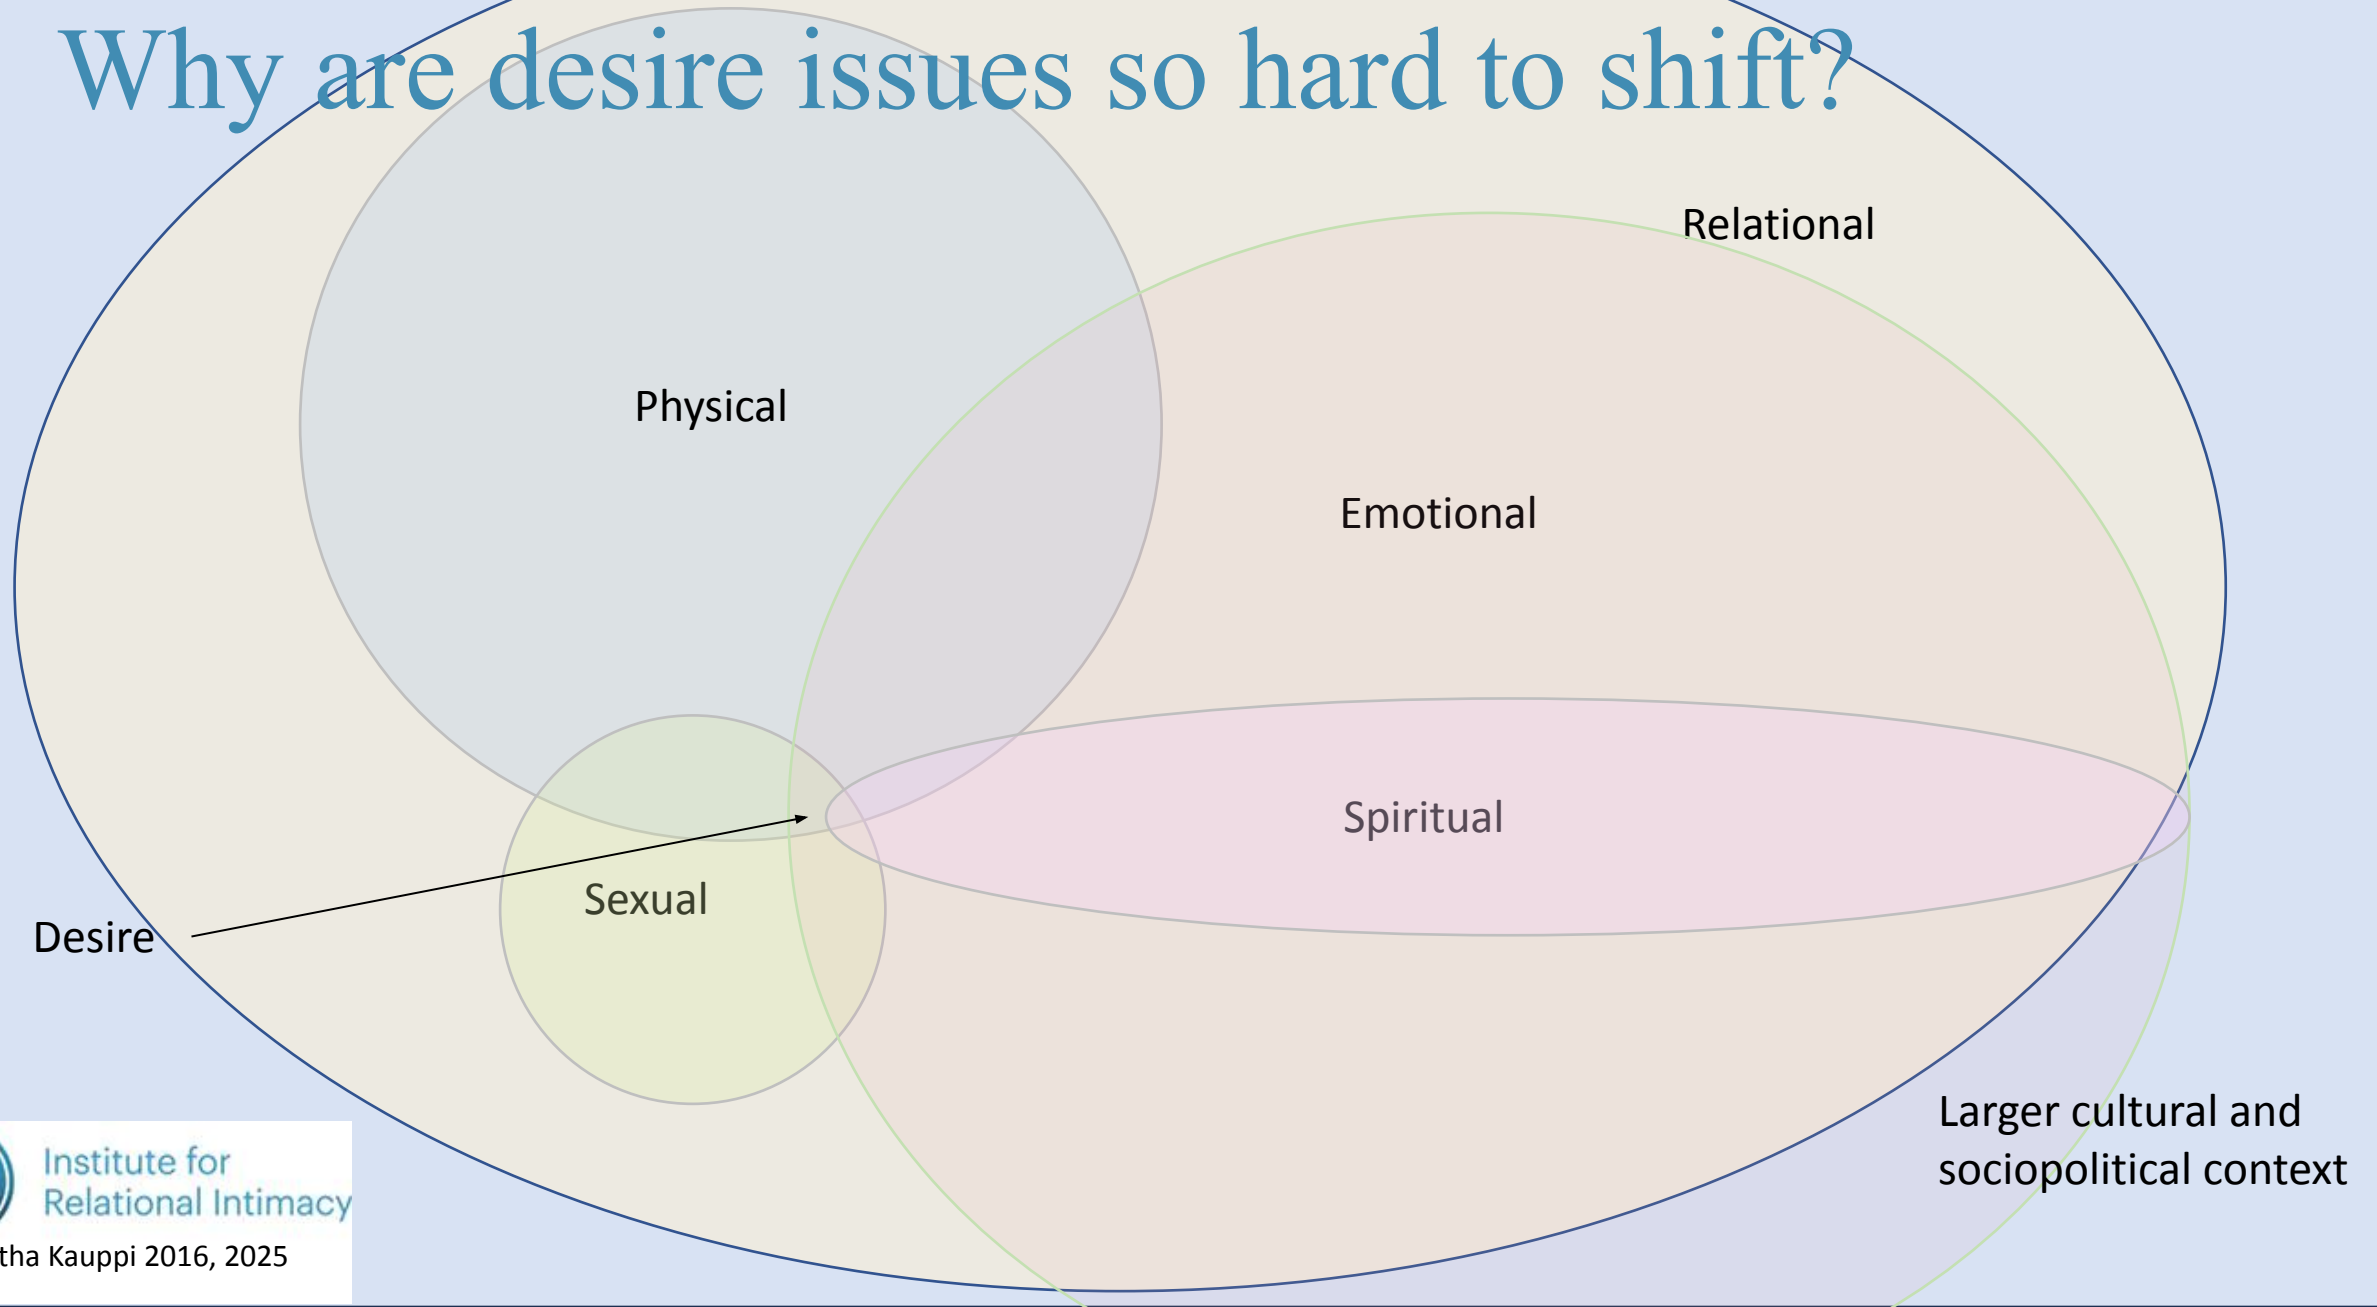 Why are desire issues so hard to shift?
Relational
Physical
Emotional
Spiritual
Sexual
Desire
Larger cultural and
sociopolitical context
Institute for
Relational Intimacy
tha Kauppi 2016, 2025